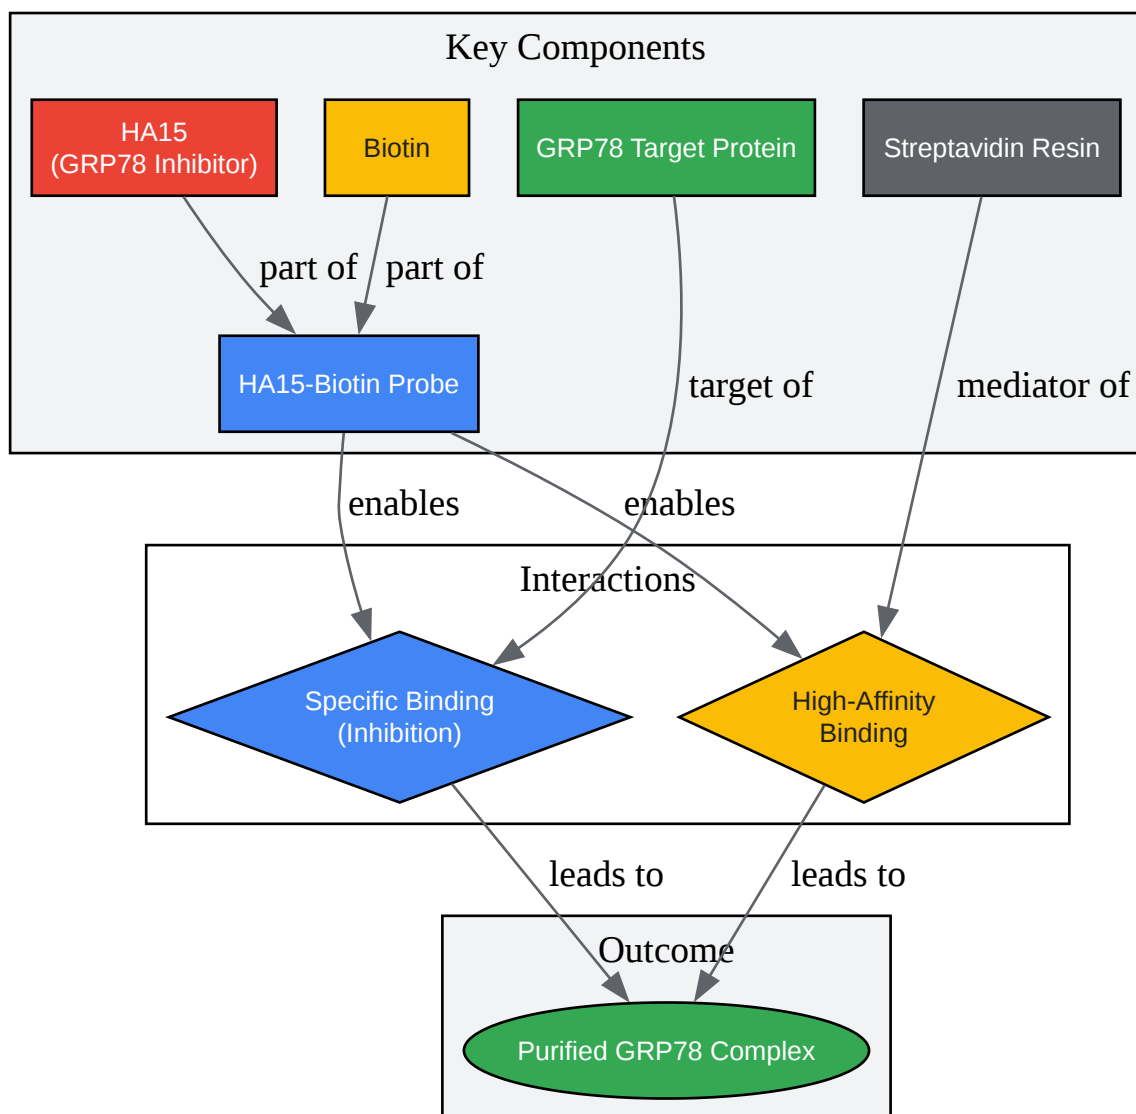 Key Components
HA15
(GRP78 Inhibitor)
Biotin
GRP78 Target Protein
Streptavidin Resin
part of
part of
HA15-Biotin Probe
target of
mediator of
enables
enables
Interactions
Specific Binding
(Inhibition)
High-Affinity
Binding
leads to
leads to
Outcome
Purified GRP78 Complex